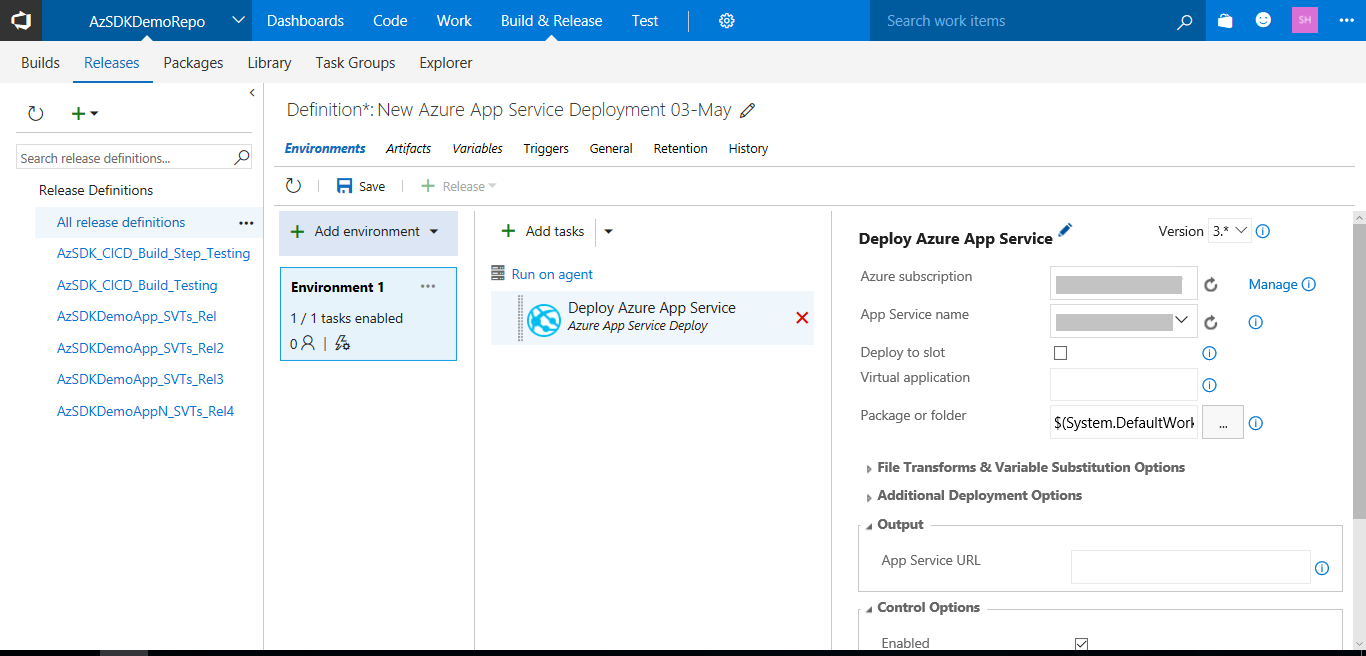 AzSDKDemoRepo
Dashboards Code Work Build & Release Test
Search work items
SH
Builds Releases Packages Library Task Groups Explorer
Search release definitions...
Release Definitions
All release definitions
AzSDK_CICD_Build_Step_Testing
AzSDK_CICD_Build_Testing
AzSDKDemoApp_SVTs_Rel
AzSDKDemoApp_SVTs_Rel2
AzSDKDemoApp_SVTs_Rel3
AzSDKDemoAppN_SVTs_Rel4
Definition*: New Azure App Service Deployment 03-May
Environments Artifacts Variables Triggers General Retention History
Save Release
Add environment
Environment 1
1 / 1 tasks enabled
0
Add tasks
Run on agent
Deploy Azure App Service
Azure App Service Deploy
Deploy Azure App Service
Version 3.*
Azure subscription
Manage
App Service name
Deploy to slot
Virtual application
Package or folder
$(System.DefaultWork
...
File Transforms & Variable Substitution Options
Additional Deployment Options
Output
App Service URL
Control Options
Enabled